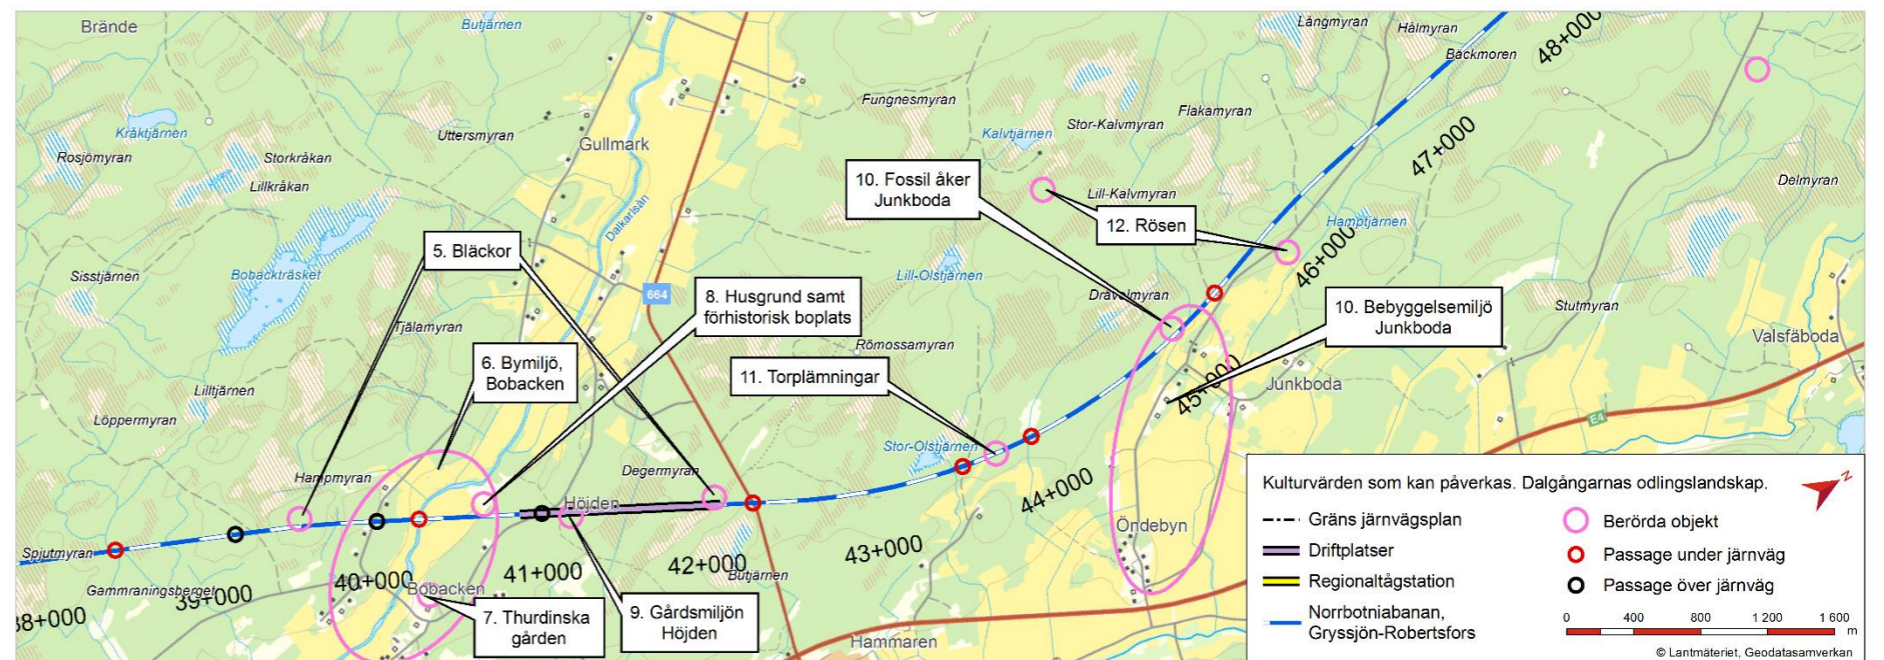 Brände
Butjärnen
Långmyran
Hålmyran
Bäckmoren
48+000
Kråktjärnen
Uttersmyran
Fungnesmyran
Flakamyran
Stor-Kalvmyran
Kalvtjärnen
Rosjömyran
Storkråkan
Gullmark
47+000
Lillkråkan
10. Fossil åker
Junkboda
Lill-Kalvmyran
Delmyran
Dalkarlsån
12. Rösen
Hamptjärnen
5. Bläckor
46+000
Sisstjärnen
Bobackträsket
Lill-Olstjärnen
664
8. Husgrund samt
förhistorisk boplats
Dravelmyran
10. Bebyggelsemiljö
Junkboda
Stutmyran
Tjälamyran
Valsfäboda
Römossamyran
6. Bymiljö,
Bobacken
11. Torplämningar
45+000
Junkboda
Lilltjärnen
Löppermyran
E4
Stor-Olstjärnen
Hampmyran
Degermyran
44+000
Höjden
Öndebyn
Spjutmyran
43+000
42+000
Butjärnen
41+000
40+000
Bobacken
Gammraningsberget
39+000
38+000
7. Thurdinska
gården
9. Gårdsmiljön
Höjden
Hammaren
Kulturvärden som kan påverkas. Dalgångarnas odlingslandskap.
N
Gräns järnvägsplan
Driftplatser
Regionaltågstation
Norrbotniabanan,
Gryssjön-Robertsfors
Berörda objekt
Passage under järnväg
Passage över järnväg
0 400 800 1 200 1 600
m
© Lantmäteriet, Geodatasamverkan